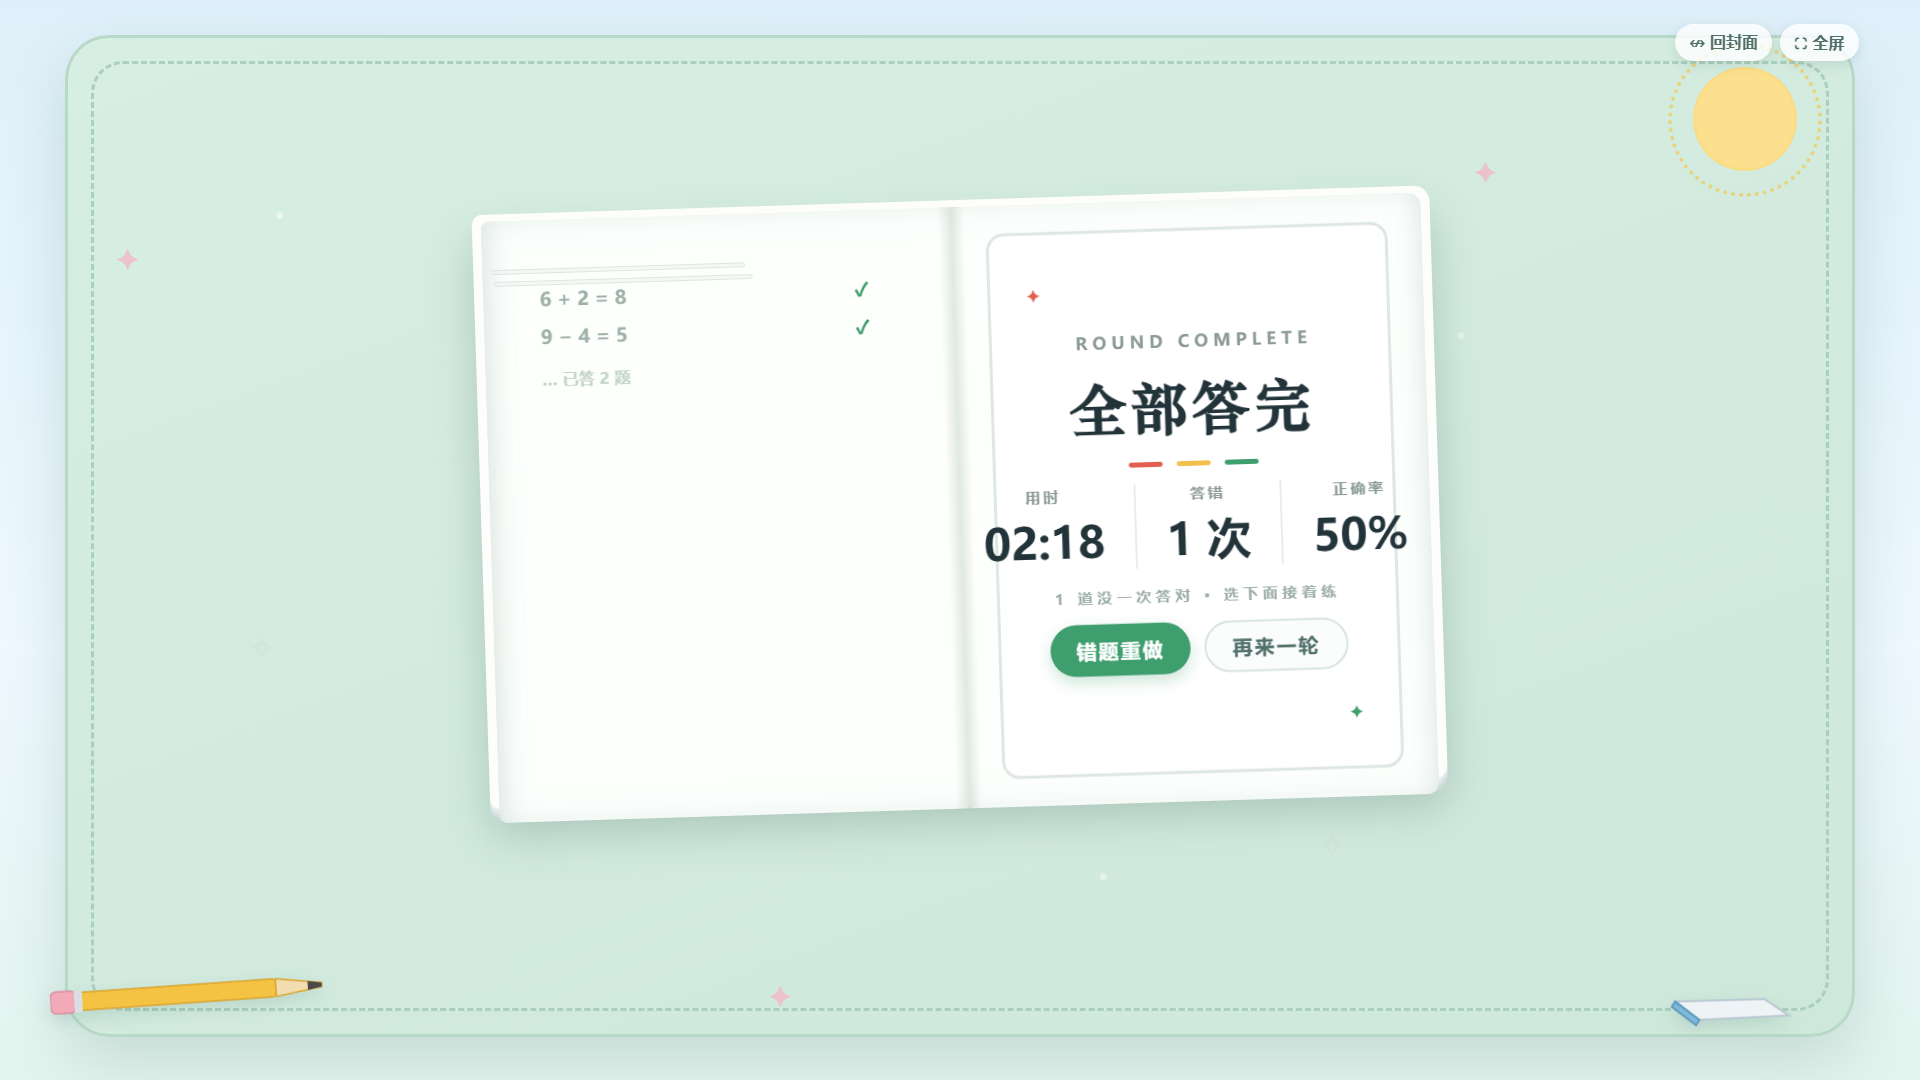 回封面
全屏
6 + 2 = 8 ✓
9 − 4 = 5 ✓
... 已答 2 题
ROUND COMPLETE
全部答完
用时 答错 正确率
02:18 1 次 50%
1 道没一次答对 • 选下面接着练
错题重做 再来一轮